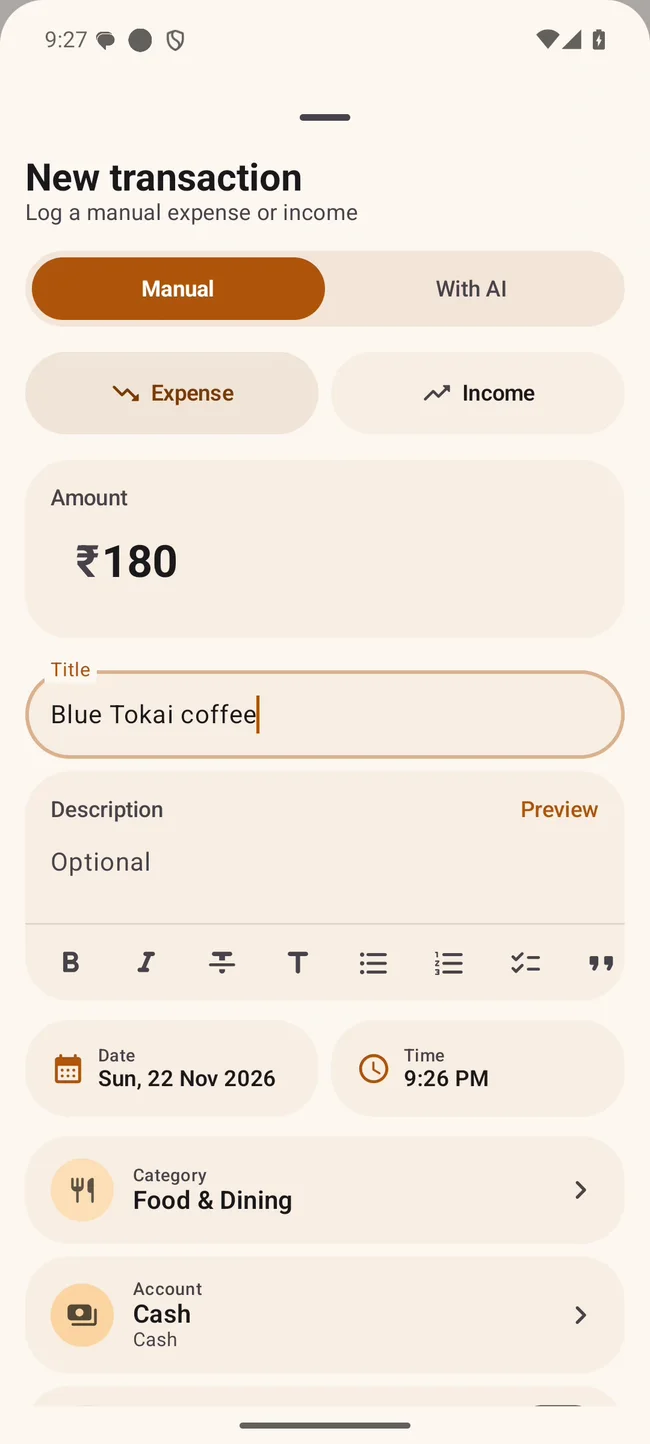 9:27
New transaction
Log a manual expense or income
Manual
With AI
Expense
Income
Amount
₹180
Title
Blue Tokai coffee
Description
Preview
Optional
B I T
Date
Sun, 22 Nov 2026
Time
9:26 PM
Category
Food & Dining
Account
Cash
Cash